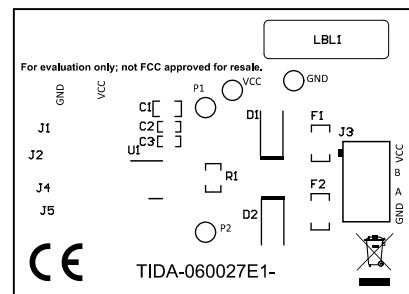 LBL1
For evaluation only; not FCC approved for resale.
GND
VCC
P1
VCC
GND
C1
J1
C2
D1
F1
J3
J2
C3
U1
VCC
R1
B
J4
F2
A
J5
D2
P2
GND
CE
TIDA-060027E1-